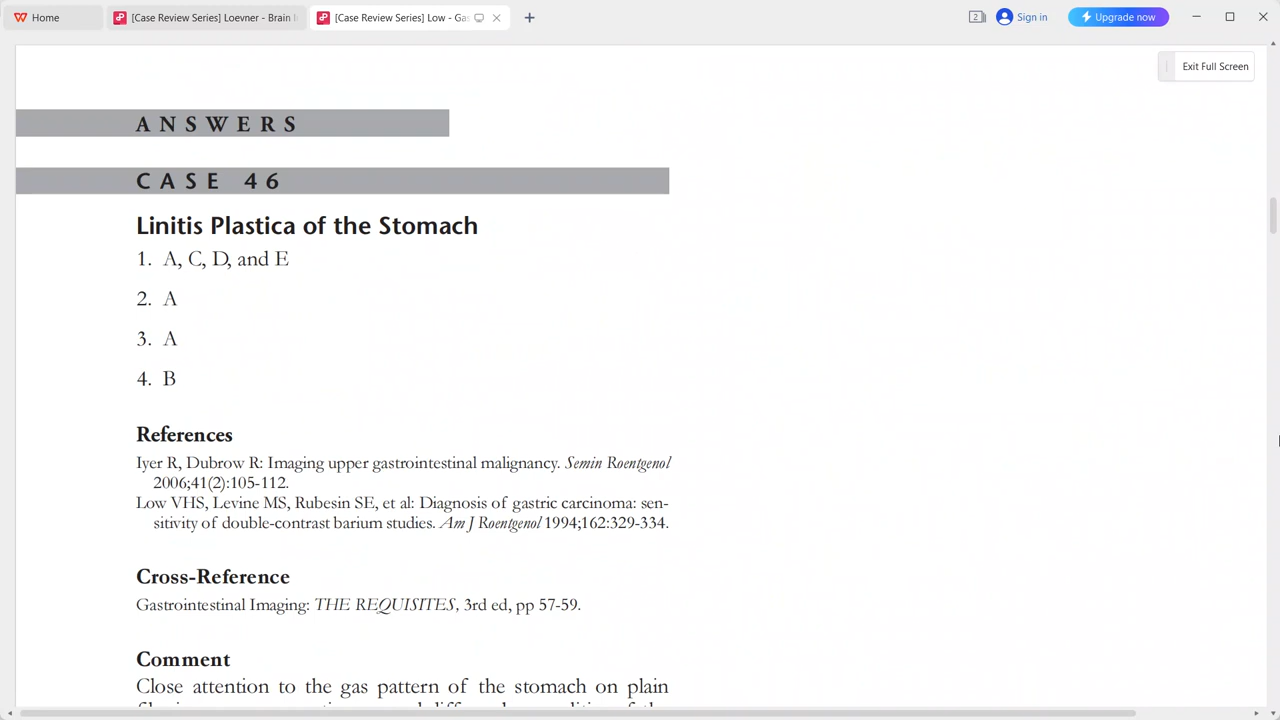 Home
[Case Review Series] Loevner - Brain
[Case Review Series] Low - Gas
2
Sign in
Upgrade now
Exit Full Screen
ANSWERS
CASE 46
Linitis Plastica of the Stomach
1. A, C, D, and E
2. A
3. A
4. B
References
Iyer R, Dubrow R: Imaging upper gastrointestinal malignancy. Semin Roentgenol
2006;41(2):105-112.
Low VHS, Levine MS, Rubesin SE, et al: Diagnosis of gastric carcinoma: sen-
sitivity of double-contrast barium studies. Am J Roentgenol 1994;162:329-334.
Cross-Reference
Gastrointestinal Imaging: THE REQUISITES, 3rd ed, pp 57-59.
Comment
Close attention to the gas pattern of the stomach on plain